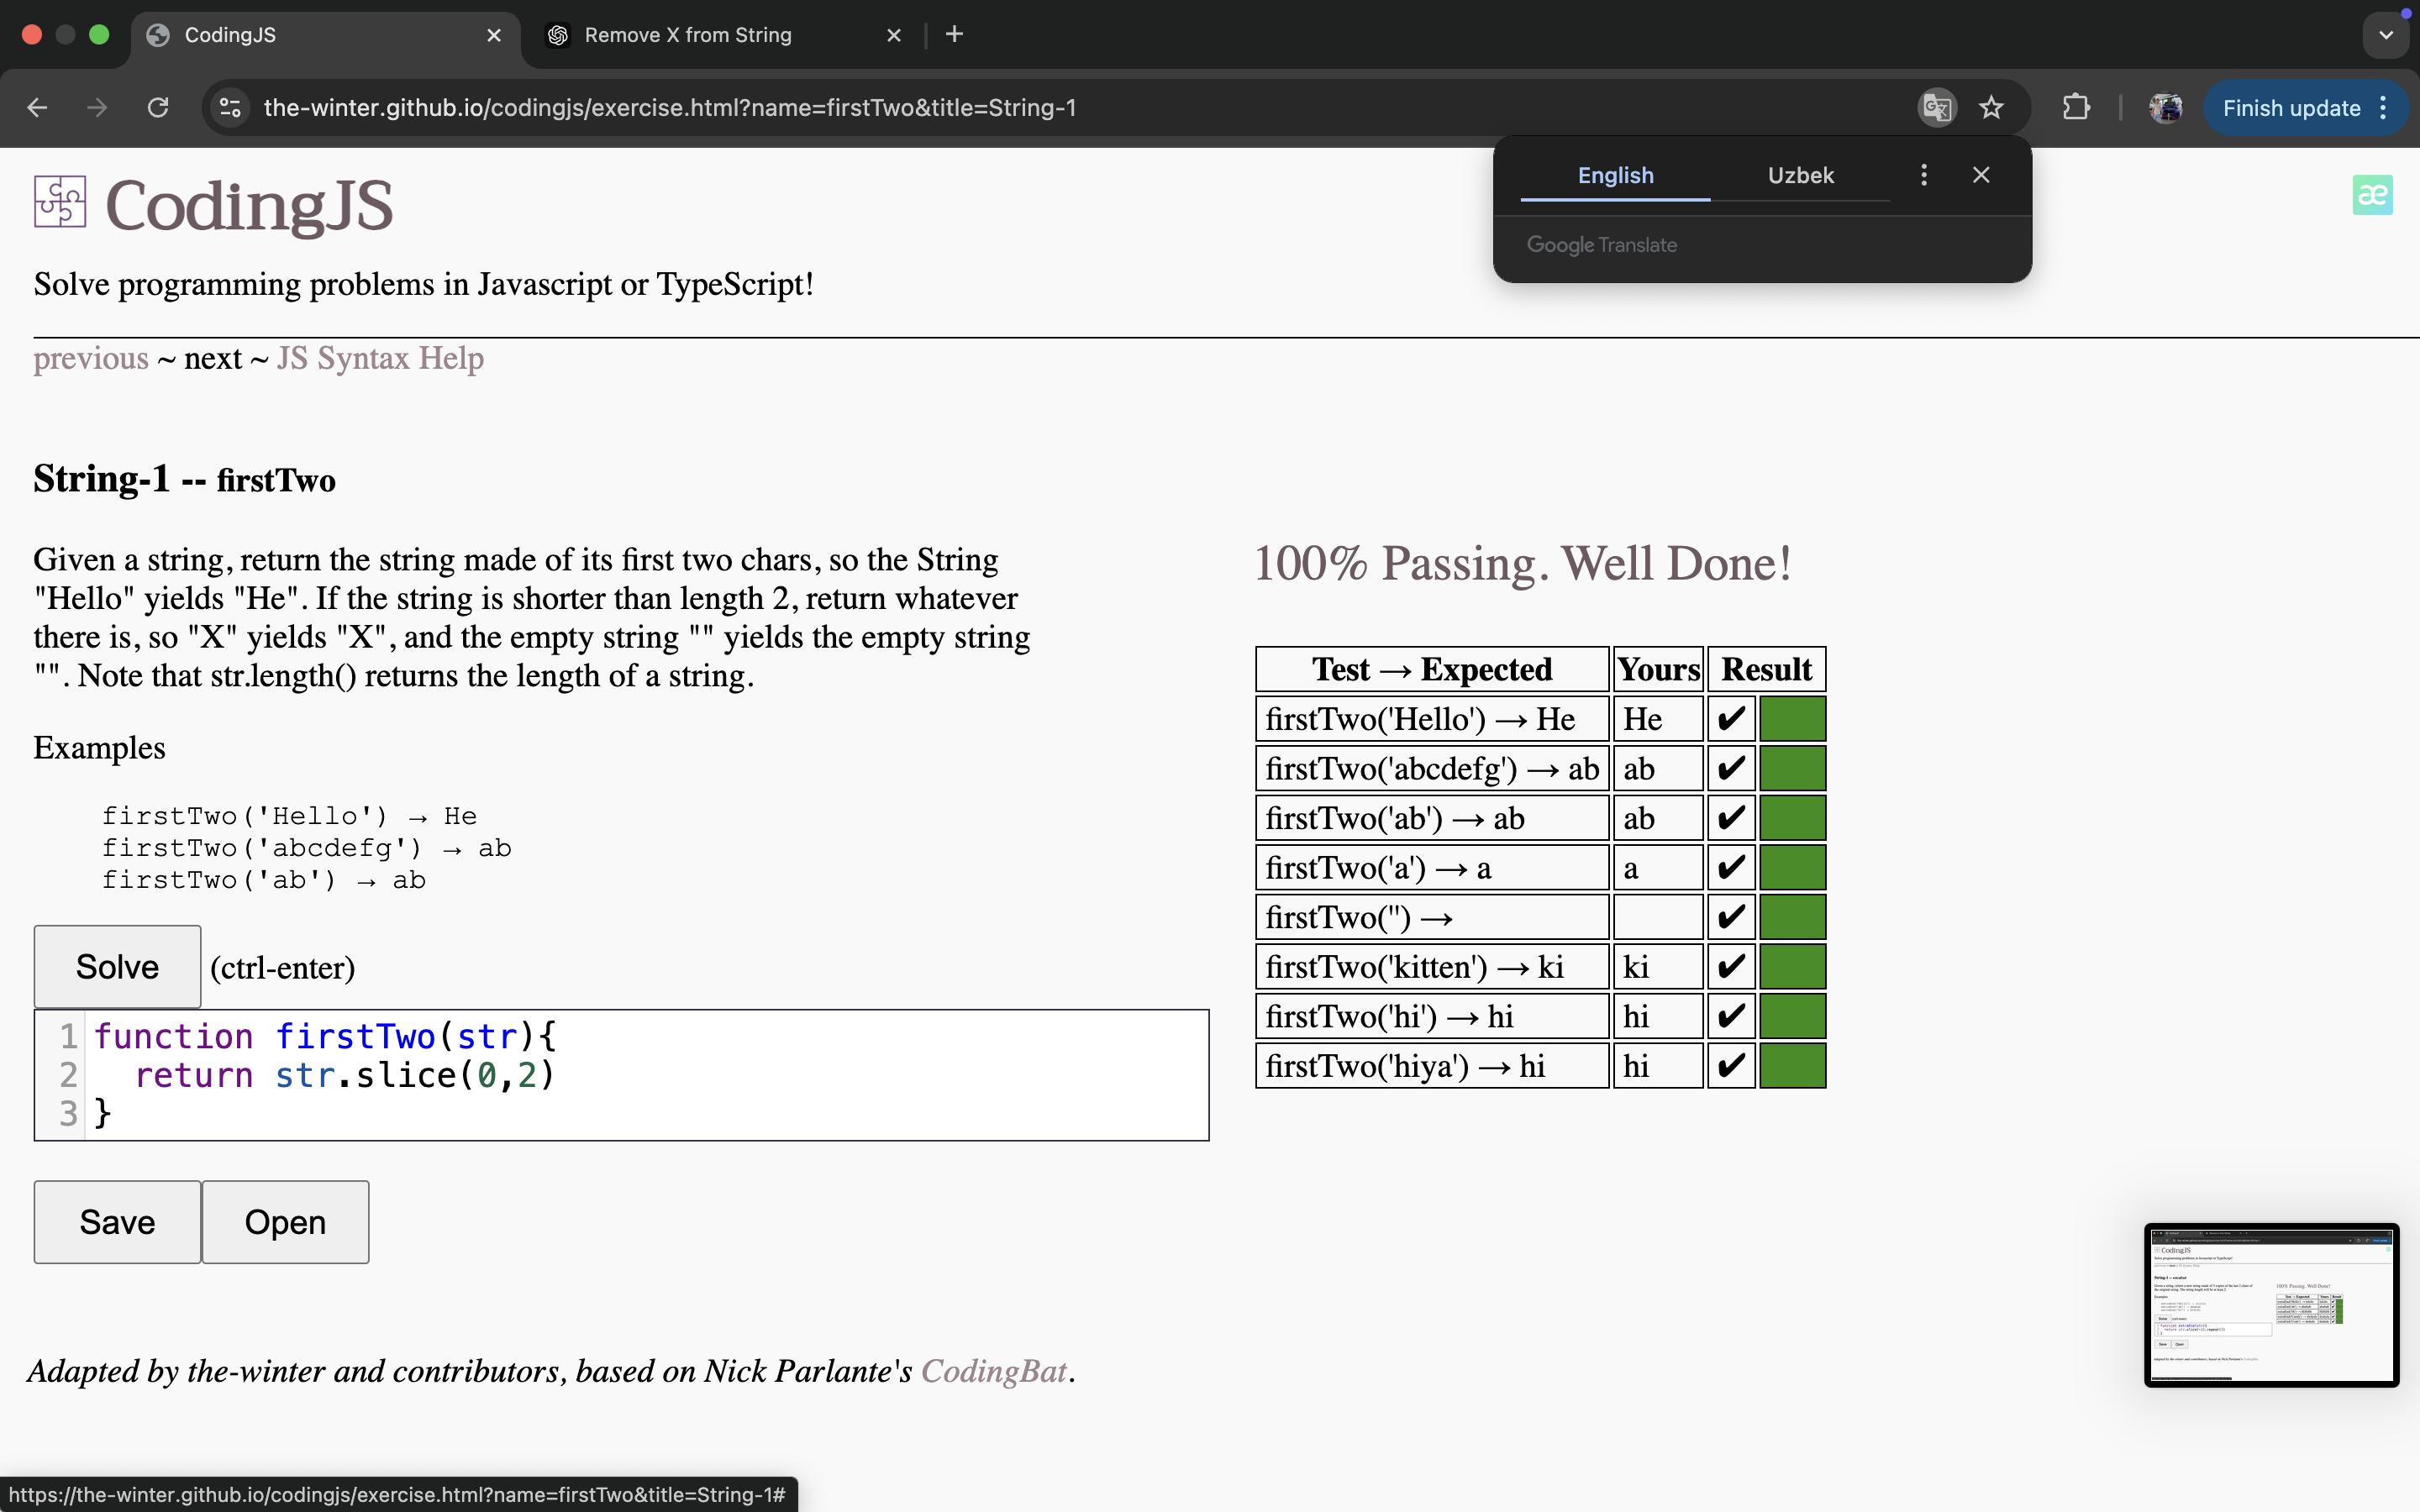 CodingJS
Remove X from String
the-winter.github.io/codingjs/exercise.html?name=firstTwo&title=String-1
Finish update
English Uzbek
Google Translate
CodingJS
æ
Solve programming problems in Javascript or TypeScript!
previous ~ next ~ JS Syntax Help
String-1 -- firstTwo
Given a string, return the string made of its first two chars, so the String
"Hello" yields "He". If the string is shorter than length 2, return whatever
there is, so "X" yields "X", and the empty string "" yields the empty string
"". Note that str.length() returns the length of a string.
Examples
firstTwo('Hello') → He
firstTwo('abcdefg') → ab
firstTwo('ab') → ab
Solve (ctrl-enter)
1 function firstTwo(str){
2   return str.slice(0,2)
3 }
Save Open
100% Passing. Well Done!
Test → Expected Yours Result
firstTwo('Hello') → He He ✔
firstTwo('abcdefg') → ab ab ✔
firstTwo('ab') → ab ab ✔
firstTwo('a') → a a ✔
firstTwo('') → ✔
firstTwo('kitten') → ki ki ✔
firstTwo('hi') → hi hi ✔
firstTwo('hiya') → hi hi ✔
Adapted by the-winter and contributors, based on Nick Parlante's CodingBat.
CodingJS
100% Passing. Well Done!
https://the-winter.github.io/codingjs/exercise.html?name=firstTwo&title=String-1#